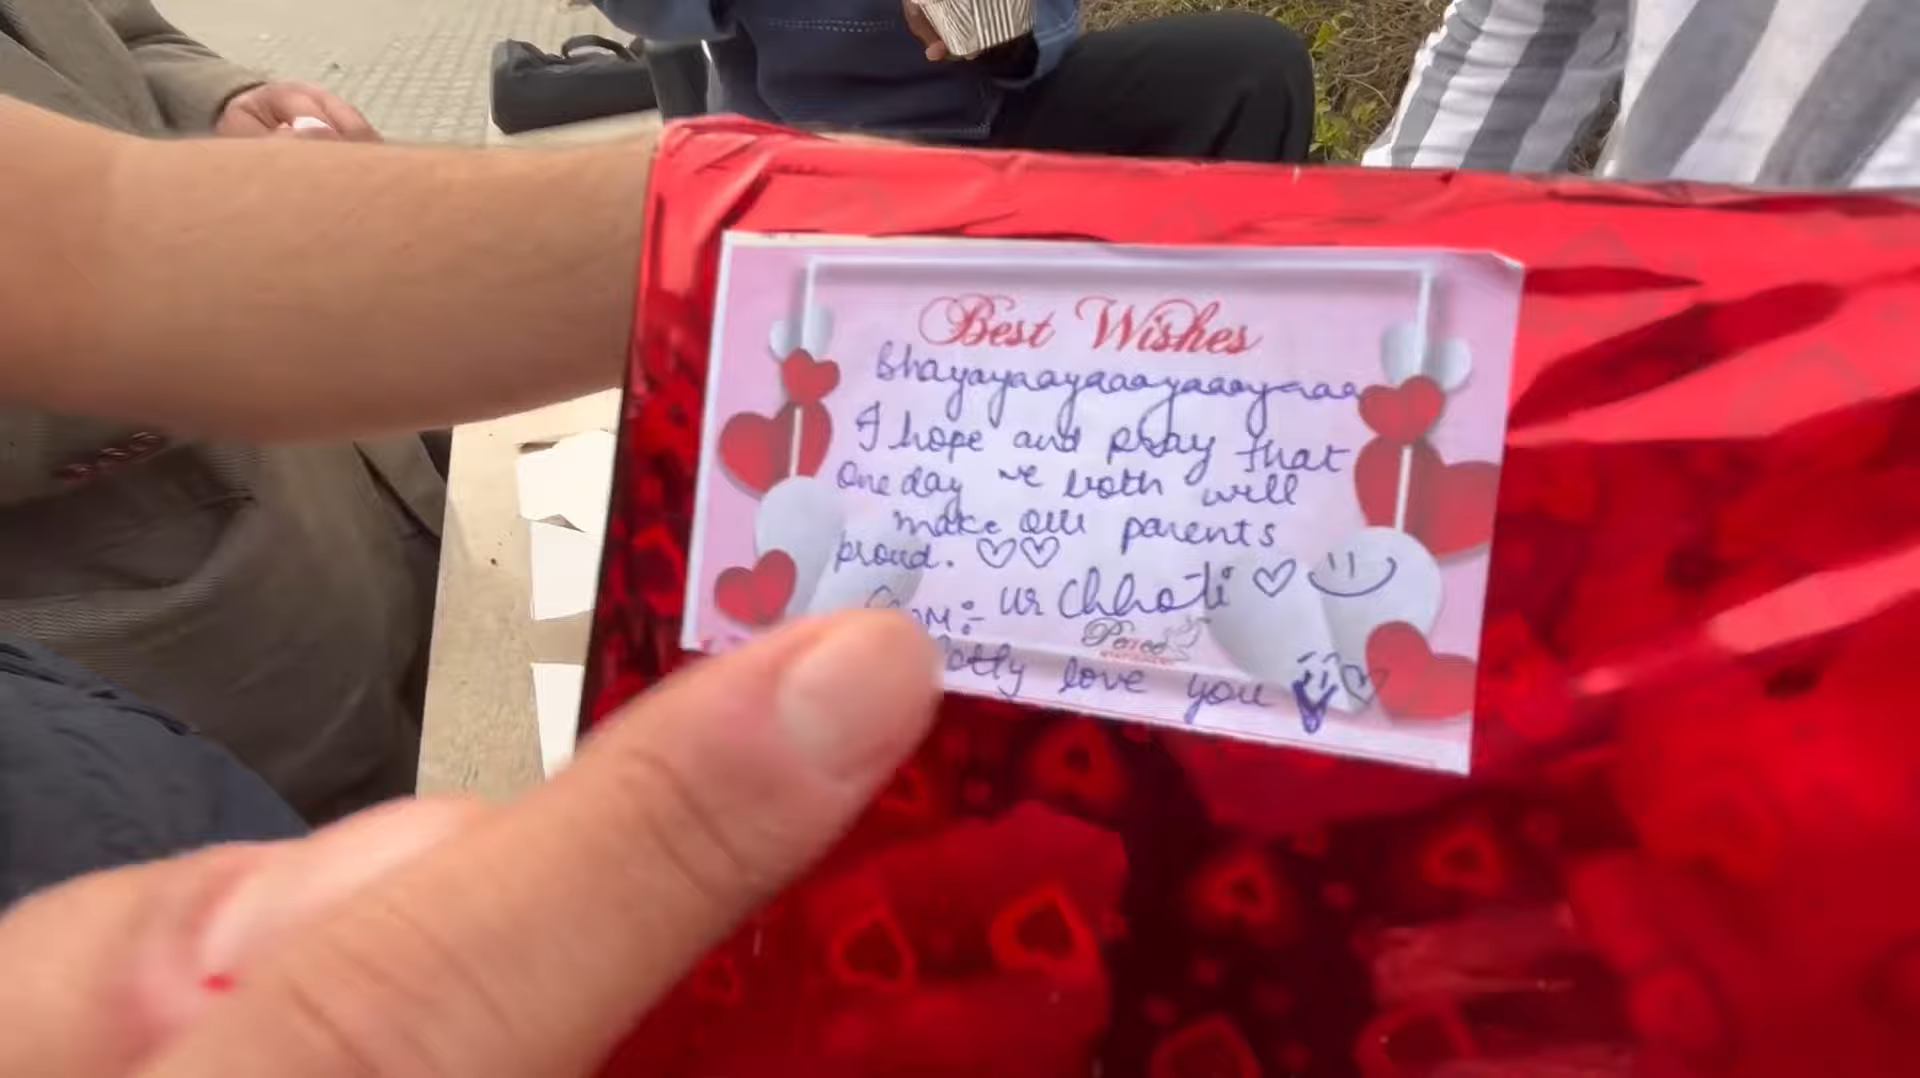 Best Wishes
Bhayayaayaaayaaayaaa
I hope and pray that
One day we both will
make our parents
proud. ♡♡
ur Chhoti ♡
love you